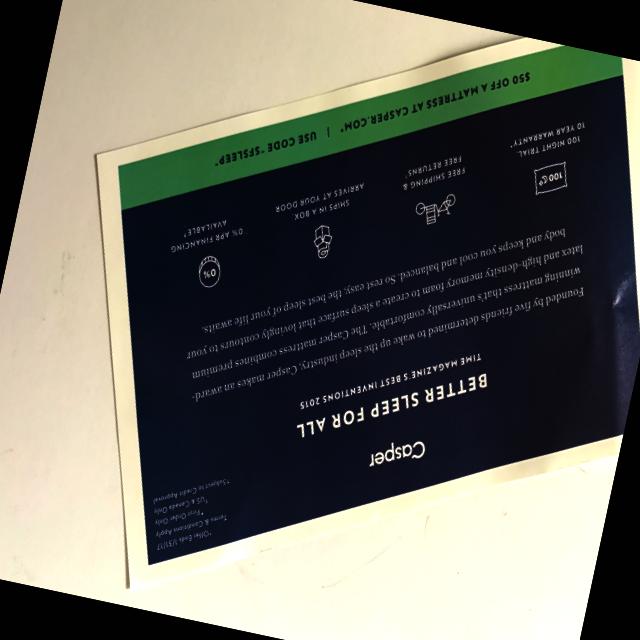 Casper
BETTER SLEEP FOR ALL
TIME MAGAZINE'S BEST INVENTIONS 2015
Founded by five friends determined to wake up the sleep industry, Casper makes an award-
winning mattress that's universally comfortable. The Casper mattress combines premium
latex and high-density memory foam to create a sleep surface that lovingly contours to your
body and keeps you cool and balanced. So rest easy, the best sleep of your life awaits.
100
100 NIGHT TRIAL,
10 YEAR WARRANTY
FREE SHIPPING &
FREE RETURNS
SHIPS IN A BOX
ARRIVES AT YOUR DOOR
0%
0% APR FINANCING
AVAILABLE*
$50 OFF A MATTRESS AT CASPER.COM* | USE CODE "SFSLEEP"
*Offer Ends 1/31/17
Terms & Conditions Apply
*First Order Only
*US & Canada Only
*Subject to Credit Approval